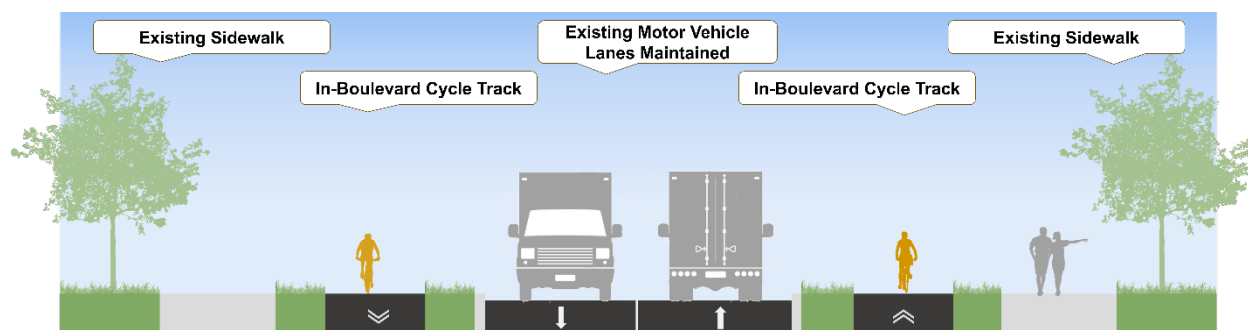 Existing Sidewalk
In-Boulevard Cycle Track
Existing Motor Vehicle
Lanes Maintained
In-Boulevard Cycle Track
Existing Sidewalk